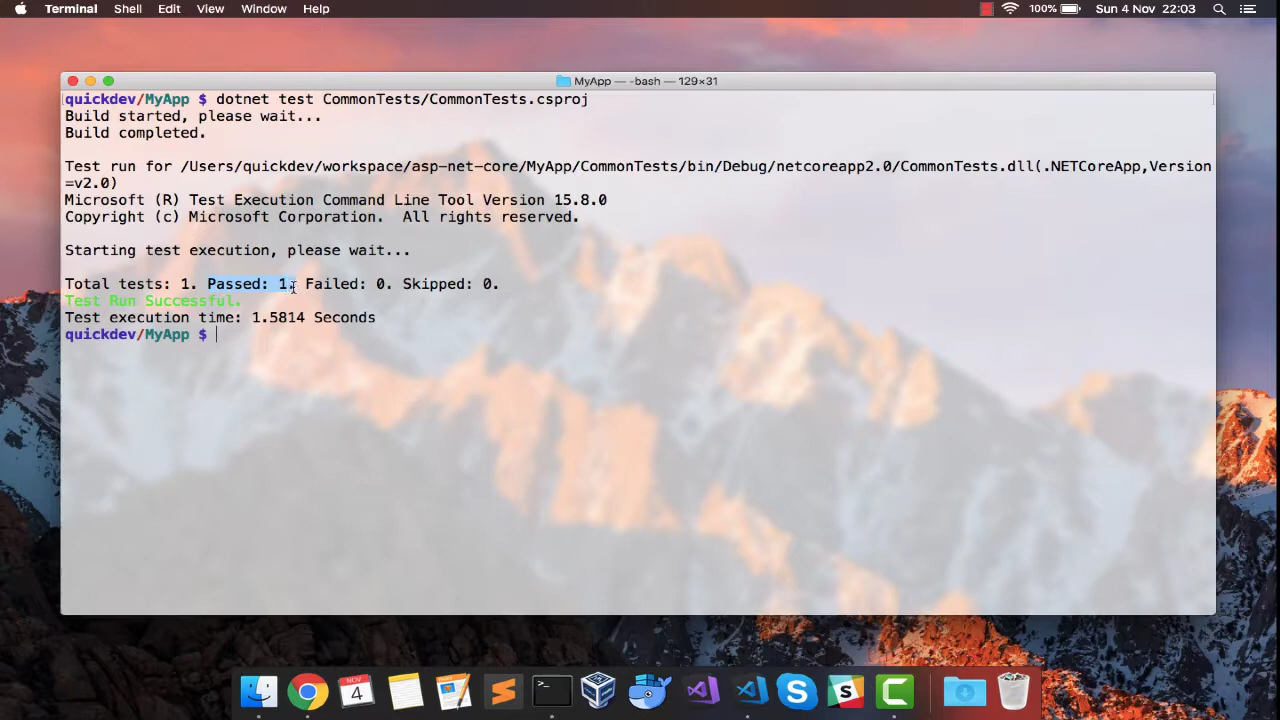 Terminal Shell Edit View Window Help 100% Sun 4 Nov 22:03
MyApp — -bash — 129×31
quickdev/MyApp $ dotnet test CommonTests/CommonTests.csproj
Build started, please wait...
Build completed.
Test run for /Users/quickdev/workspace/asp-net-core/MyApp/CommonTests/bin/Debug/netcoreapp2.0/CommonTests.dll(.NETCoreApp,Version
=v2.0)
Microsoft (R) Test Execution Command Line Tool Version 15.8.0
Copyright (c) Microsoft Corporation.  All rights reserved.
Starting test execution, please wait...
Total tests: 1. Passed: 1. Failed: 0. Skipped: 0.
Test Run Successful.
Test execution time: 1.5814 Seconds
quickdev/MyApp $
NOV
4